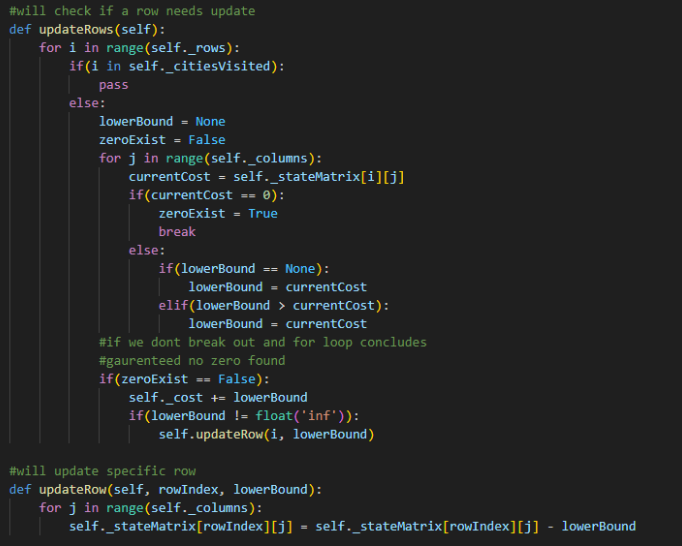 #will check if a row needs update
def updateRows(self):
    for i in range(self._rows):
        if(i in self._citiesVisited):
            pass
        else:
            lowerBound = None
            zeroExist = False
            for j in range(self._columns):
                currentCost = self._stateMatrix[i][j]
                if(currentCost == 0):
                    zeroExist = True
                    break
                else:
                    if(lowerBound == None):
                        lowerBound = currentCost
                    elif(lowerBound > currentCost):
                        lowerBound = currentCost
            #if we dont break out and for loop concludes
            #gaurenteed no zero found
            if(zeroExist == False):
                self._cost += lowerBound
                if(lowerBound != float('inf')):
                    self.updateRow(i, lowerBound)

#will update specific row
def updateRow(self, rowIndex, lowerBound):
    for j in range(self._columns):
        self._stateMatrix[rowIndex][j] = self._stateMatrix[rowIndex][j] - lowerBound